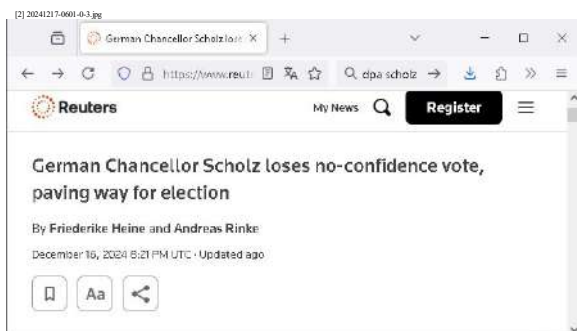 [2] 20241217-0601-0-3.jpg
German Chancellor Scholz lose
https://www.reut
dpa scholz
Reuters
My News
Register
German Chancellor Scholz loses no-confidence vote,
paving way for election
By Friederike Heine and Andreas Rinke
December 16, 2024 6:21 PM UTC · Updated ago
Aa